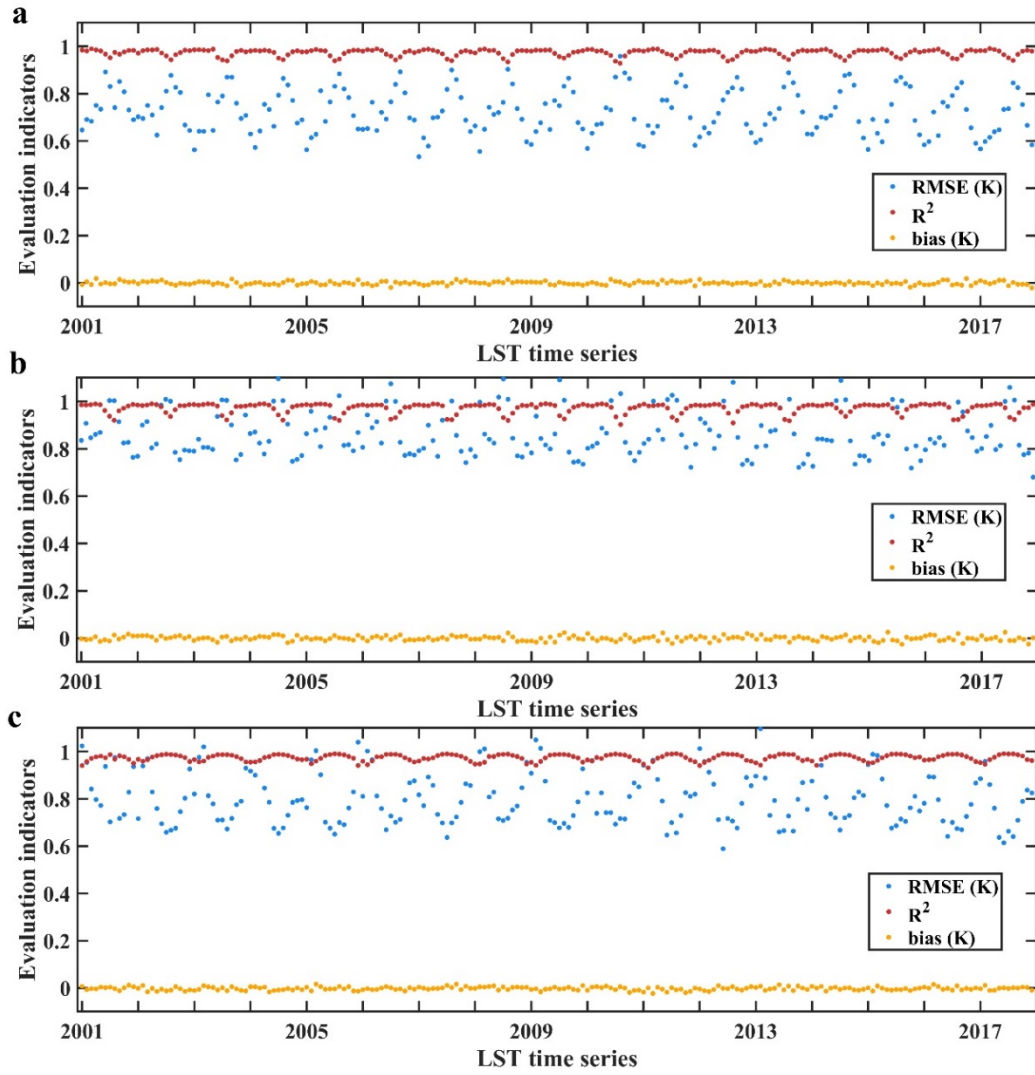 a
Evaluation indicators
1
0.8
0.6
0.4
0.2
0
RMSE (K)
R²
bias (K)
2001 2005 2009 2013 2017
LST time series
b
Evaluation indicators
1
0.8
0.6
0.4
0.2
0
RMSE (K)
R²
bias (K)
2001 2005 2009 2013 2017
LST time series
c
Evaluation indicators
1
0.8
0.6
0.4
0.2
0
RMSE (K)
R²
bias (K)
2001 2005 2009 2013 2017
LST time series